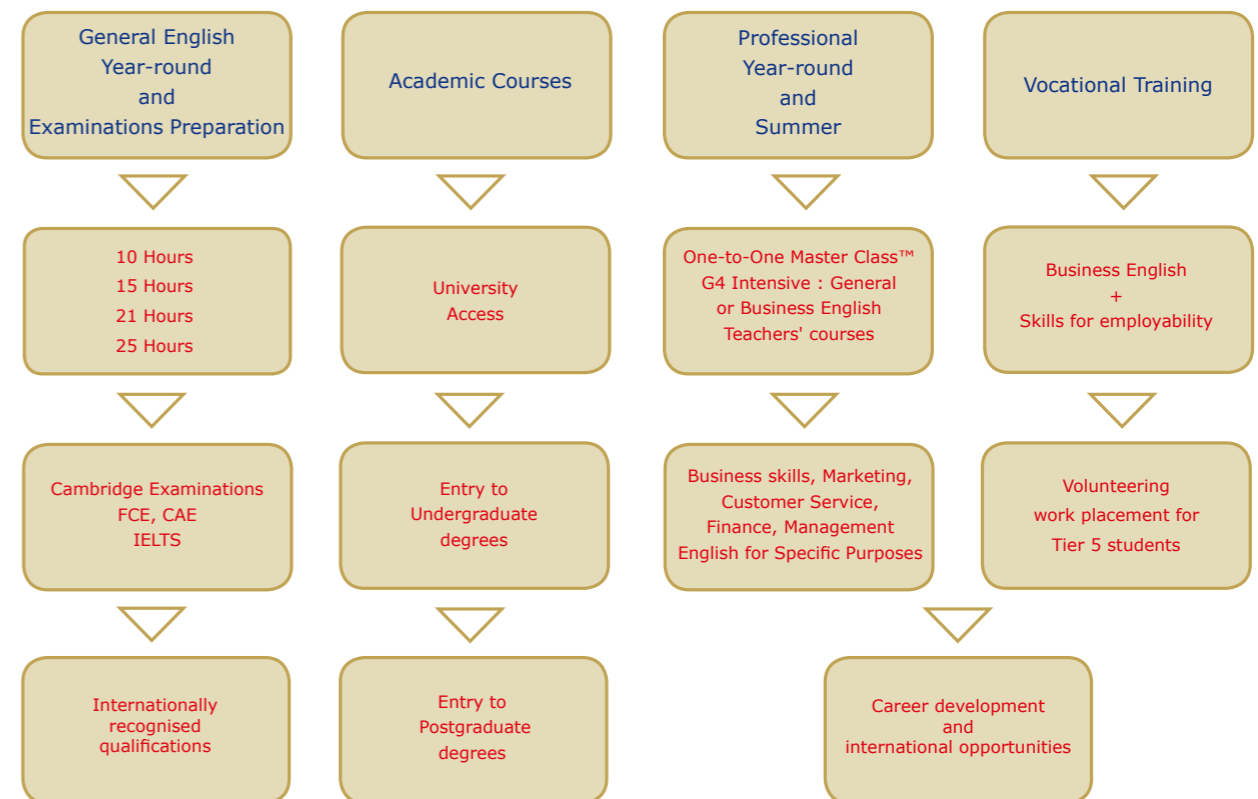 General English
Year-round
and
Examinations Preparation
Academic Courses
Professional
Year-round
and
Summer
Vocational Training
10 Hours
15 Hours
21 Hours
25 Hours
University
Access
One-to-One Master Class™
G4 Intensive : General
or Business English
Teachers' courses
Business English
+
Skills for employability
Cambridge Examinations
FCE, CAE
IELTS
Entry to
Undergraduate
degrees
Business skills, Marketing,
Customer Service,
Finance, Management
English for Specific Purposes
Volunteering
work placement for
Tier 5 students
Internationally
recognised
qualifications
Entry to
Postgraduate
degrees
Career development
and
international opportunities